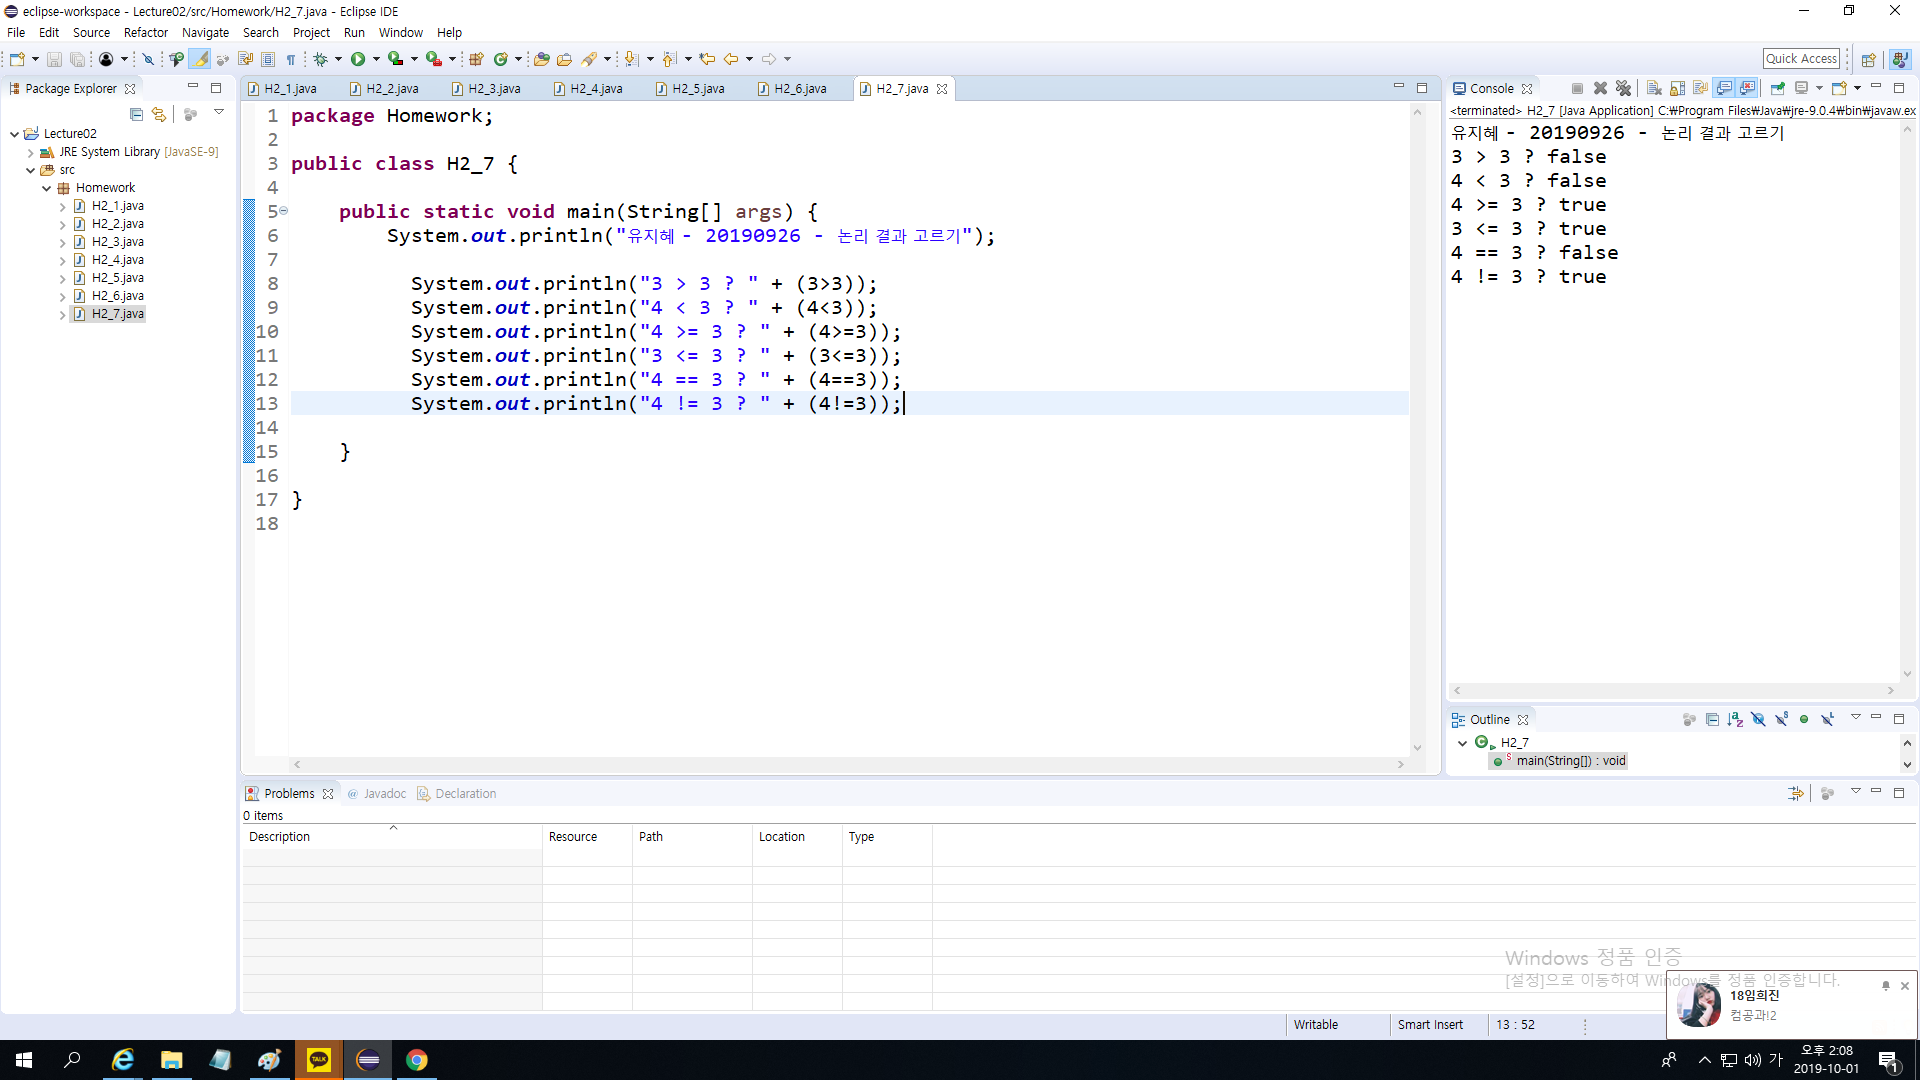 eclipse-workspace - Lecture02/src/Homework/H2_7.java - Eclipse IDE
File Edit Source Refactor Navigate Search Project Run Window Help
Quick Access
Package Explorer
Lecture02
JRE System Library [JavaSE-9]
src
Homework
H2_1.java
H2_2.java
H2_3.java
H2_4.java
H2_5.java
H2_6.java
H2_7.java
H2_1.java H2_2.java H2_3.java H2_4.java H2_5.java H2_6.java H2_7.java
1 package Homework;
2
3 public class H2_7 {
4
5 public static void main(String[] args) {
6 System.out.println("유지혜 - 20190926 - 논리 결과 고르기");
7
8 System.out.println("3 > 3 ? " + (3>3));
9 System.out.println("4 < 3 ? " + (4<3));
10 System.out.println("4 >= 3 ? " + (4>=3));
11 System.out.println("3 <= 3 ? " + (3<=3));
12 System.out.println("4 == 3 ? " + (4==3));
13 System.out.println("4 != 3 ? " + (4!=3));
14
15 }
16
17 }
18
Console
<terminated> H2_7 [Java Application] C:₩Program Files₩Java₩jre-9.0.4₩bin₩javaw.ex
유지혜 - 20190926 - 논리 결과 고르기
3 > 3 ? false
4 < 3 ? false
4 >= 3 ? true
3 <= 3 ? true
4 == 3 ? false
4 != 3 ? true
Outline
H2_7
main(String[]) : void
Problems @ Javadoc Declaration
0 items
Description Resource Path Location Type
Windows 정품 인증
[설정]으로 이동하여 Windows를 정품 인증합니다.
18임희진
컴공과!2
Writable Smart Insert 13 : 52
TALK
가
오후 2:08
2019-10-01
1